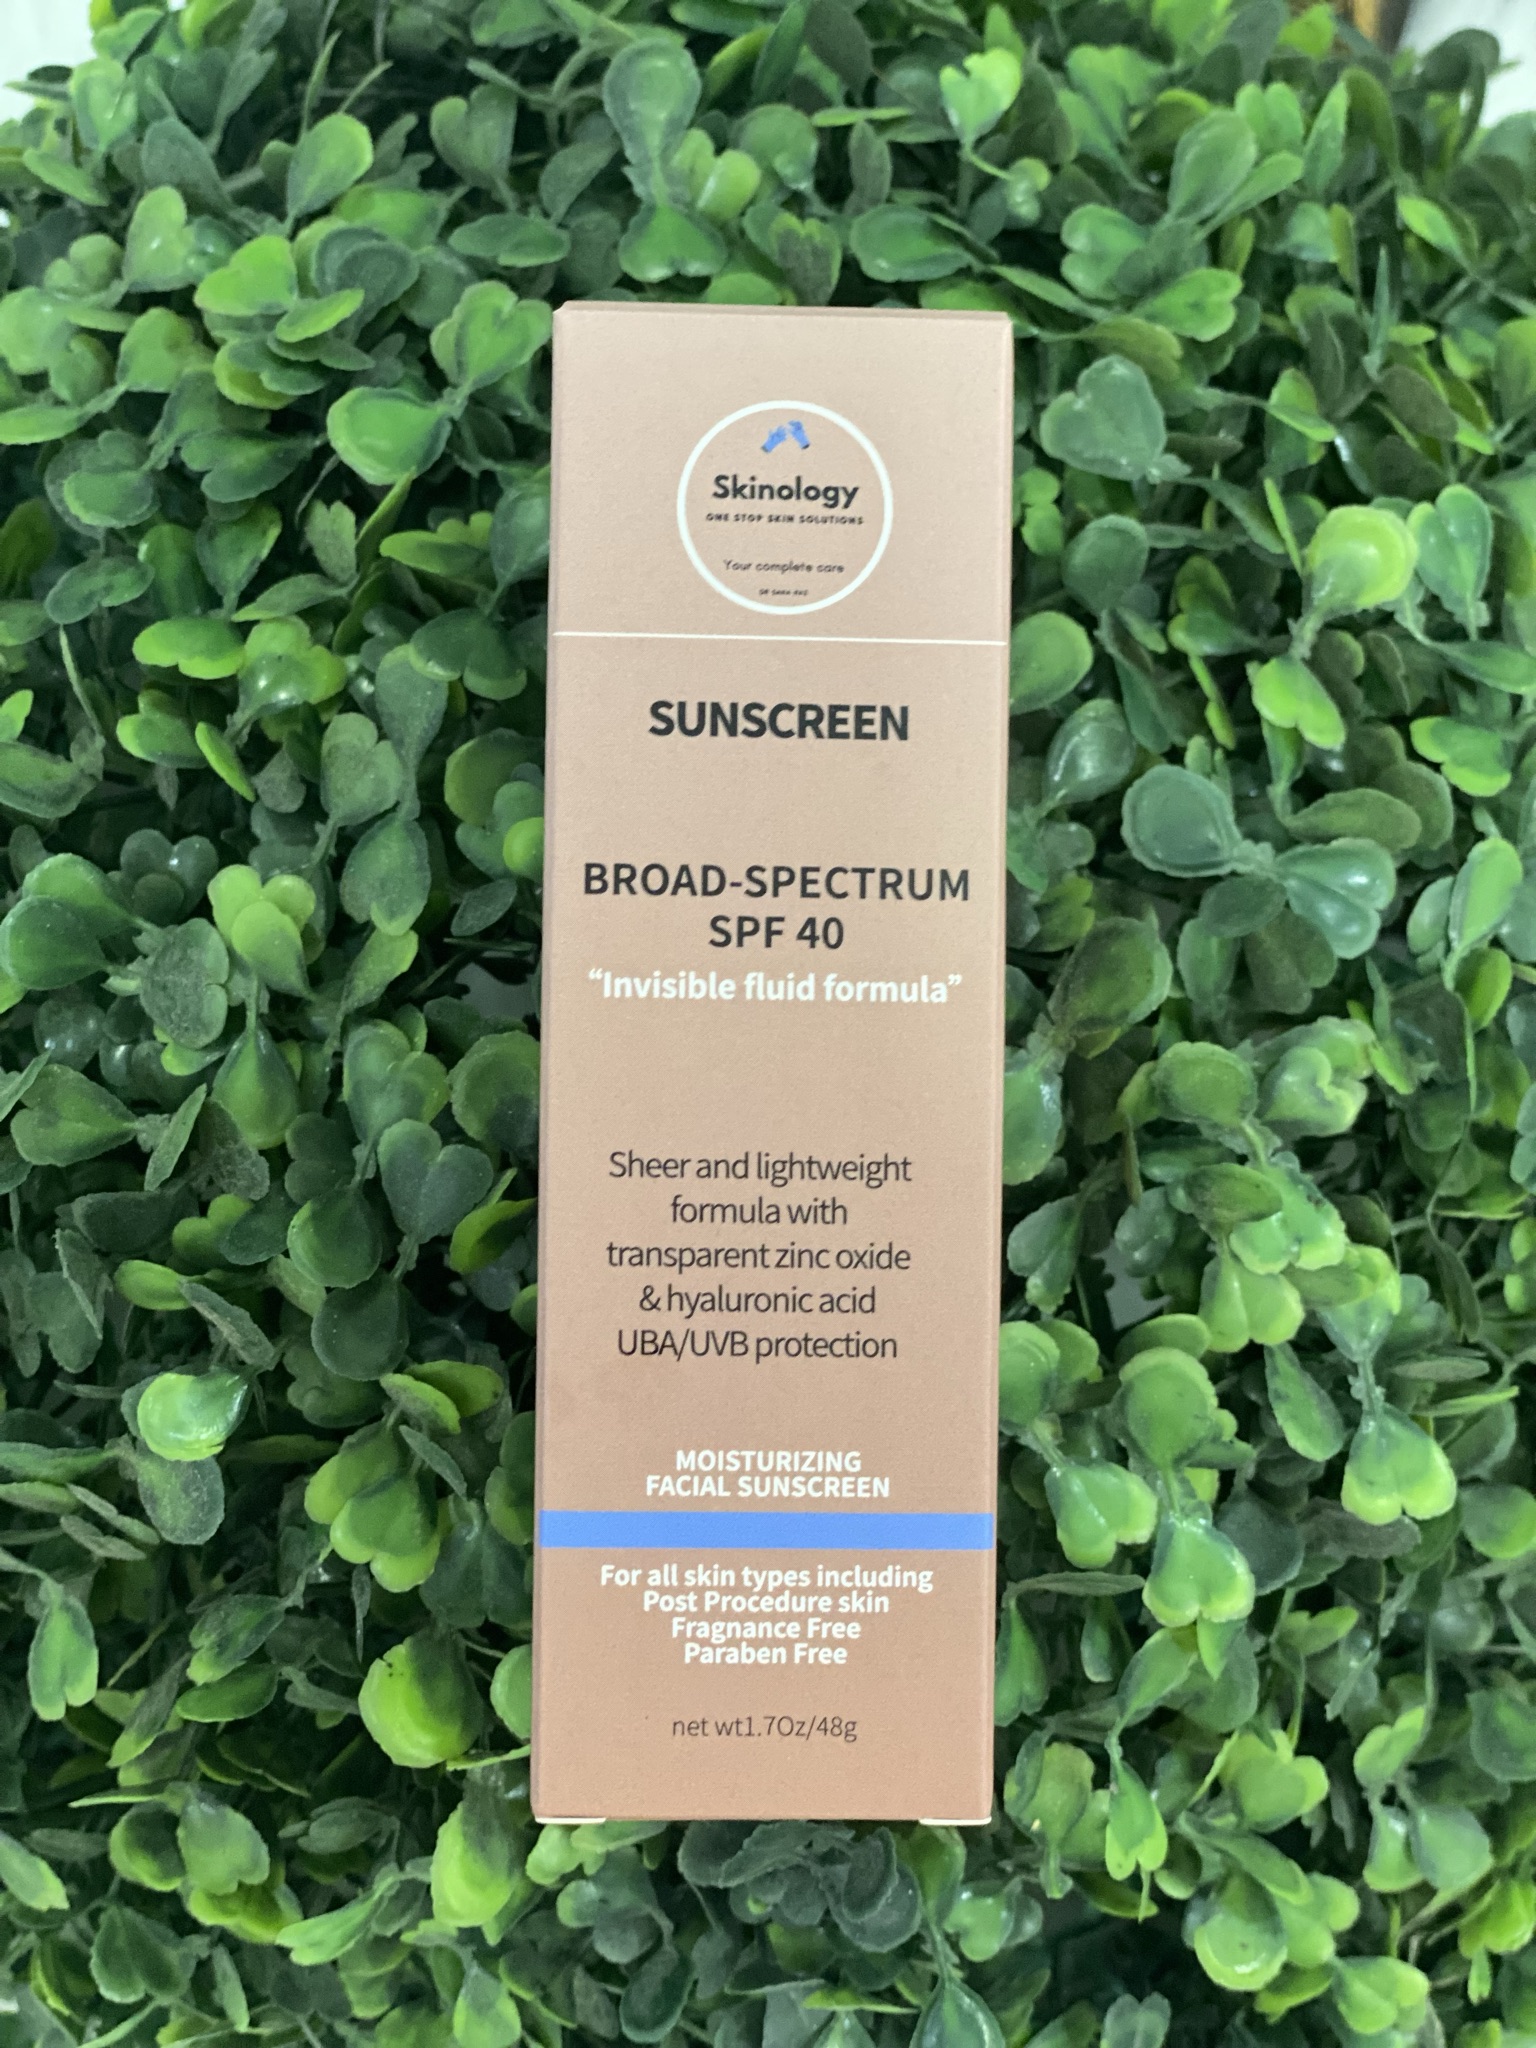 Skinology
ONE STOP SKIN SOLUTIONS
Your complete care
SUNSCREEN
BROAD-SPECTRUM
SPF 40
“Invisible fluid formula”
Sheer and lightweight
formula with
transparent zinc oxide
& hyaluronic acid
UBA/UVB protection
MOISTURIZING
FACIAL SUNSCREEN
For all skin types including
Post Procedure skin
Fragnance Free
Paraben Free
net wt1.7Oz/48g